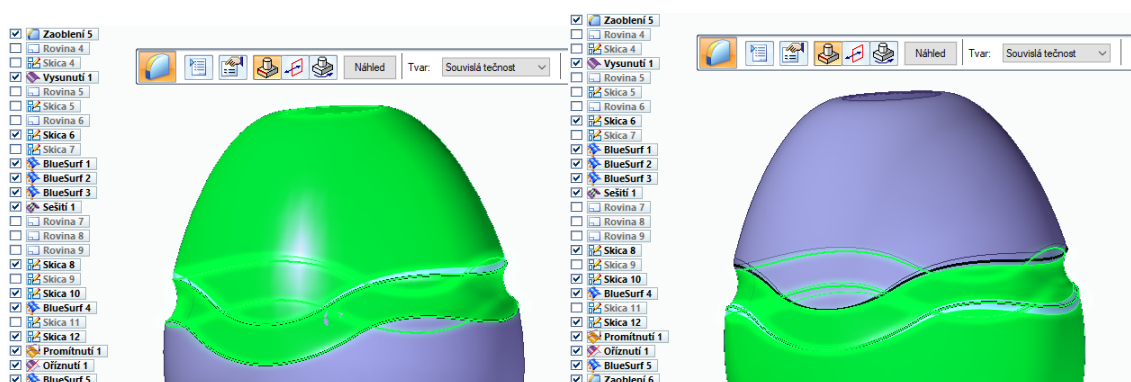 Zaoblení 5
Rovina 4
Skica 4
Vysunutí 1
Rovina 5
Skica 5
Rovina 6
Skica 6
Skica 7
BlueSurf 1
BlueSurf 2
BlueSurf 3
Sešití 1
Rovina 7
Rovina 8
Rovina 9
Skica 8
Skica 9
Skica 10
BlueSurf 4
Skica 11
Skica 12
Promítnutí 1
Oříznutí 1
BlueSurf 5
Náhled Tvar: Souvislá tečnost
Zaoblení 5
Rovina 4
Skica 4
Vysunutí 1
Rovina 5
Skica 5
Rovina 6
Skica 6
Skica 7
BlueSurf 1
BlueSurf 2
BlueSurf 3
Sešití 1
Rovina 7
Rovina 8
Rovina 9
Skica 8
Skica 9
Skica 10
BlueSurf 4
Skica 11
Skica 12
Promítnutí 1
Oříznutí 1
BlueSurf 5
Zaoblení 6
Náhled Tvar: Souvislá tečnost